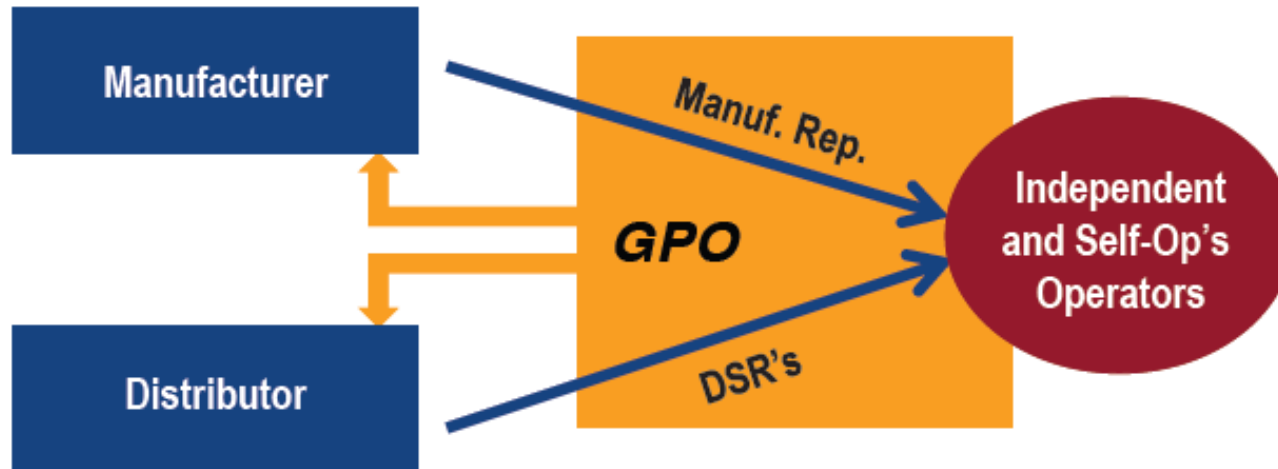 Manufacturer
Manuf. Rep.
GPO
Independent
and Self-Op’s
Operators
DSR’s
Distributor